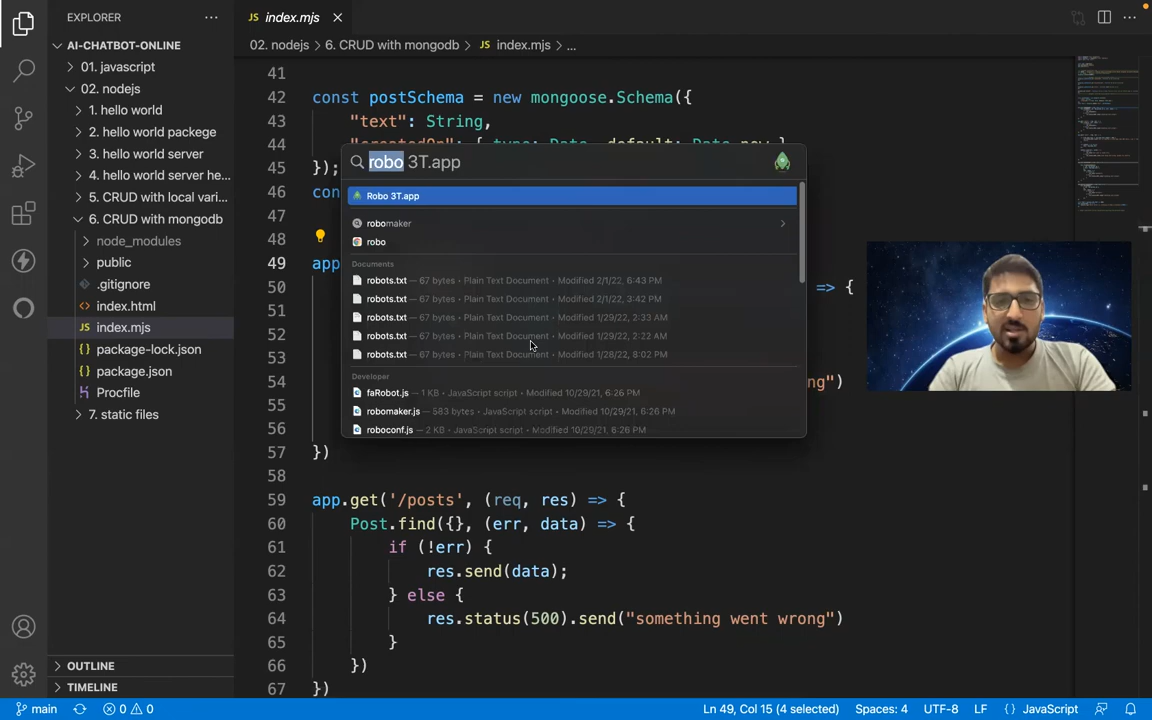 EXPLORER
AI-CHATBOT-ONLINE
01. javascript
02. nodejs
1. hello world
2. hello world packege
3. hello world server
4. hello world server he...
5. CRUD with local vari...
6. CRUD with mongodb
node_modules
public
.gitignore
index.html
index.mjs
package-lock.json
package.json
Procfile
7. static files
OUTLINE
TIMELINE
index.mjs
02. nodejs > 6. CRUD with mongodb > JS index.mjs > ...
41
42 const postSchema = new mongoose.Schema({
43 "text": String,
44
45 });
46 con
47
48
49 app
50 => {
51
52
53
54 ng")
55
56
57 })
58
59 app.get('/posts', (req, res) => {
60 Post.find({}, (err, data) => {
61 if (!err) {
62 res.send(data);
63 } else {
64 res.status(500).send("something went wrong")
65 }
66 })
67 })
robo 3T.app
Robo 3T.app
robomaker
robo
Documents
robots.txt — 67 bytes • Plain Text Document • Modified 2/1/22, 6:43 PM
robots.txt — 67 bytes • Plain Text Document • Modified 2/1/22, 3:42 PM
robots.txt — 67 bytes • Plain Text Document • Modified 1/29/22, 2:33 AM
robots.txt — 67 bytes • Plain Text Document • Modified 1/29/22, 2:22 AM
robots.txt — 67 bytes • Plain Text Document • Modified 1/28/22, 8:02 PM
Developer
faRobot.js — 1 KB • JavaScript script • Modified 10/29/21, 6:26 PM
robomaker.js — 583 bytes • JavaScript script • Modified 10/29/21, 6:26 PM
roboconf.js — 2 KB • JavaScript script • Modified 10/29/21, 6:26 PM
main
0 0
Ln 49, Col 15 (4 selected)
Spaces: 4
UTF-8
LF
{} JavaScript